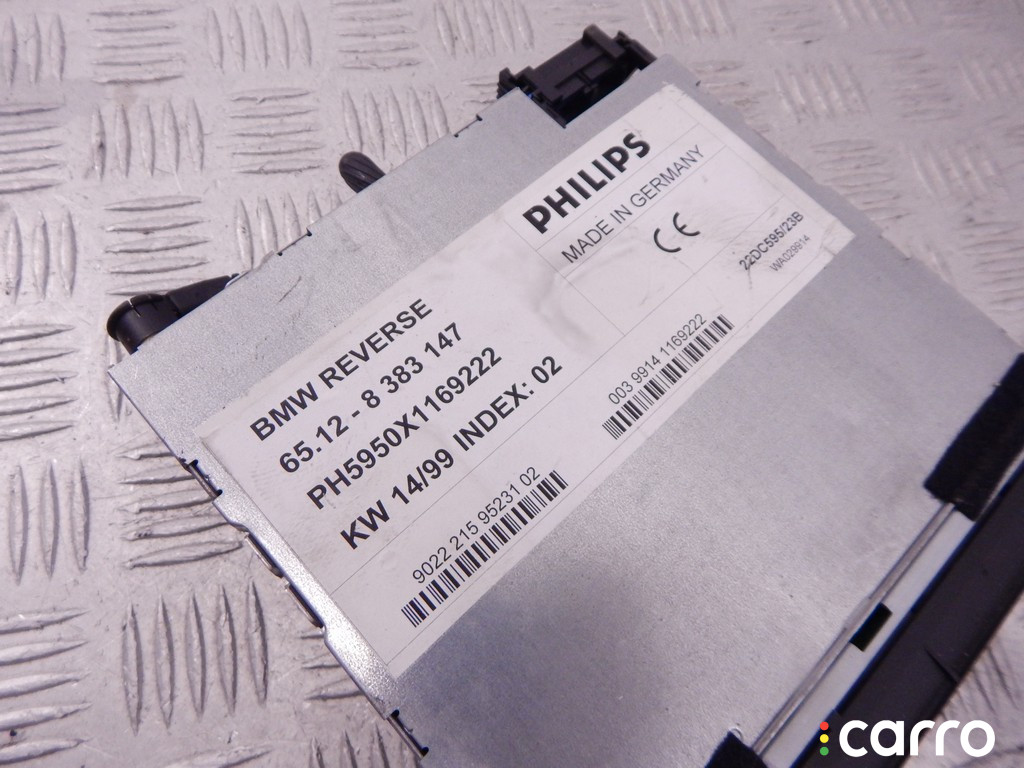 PHILIPS
MADE IN GERMANY
CE
22DC595/23B
WA029914
BMW REVERSE
65.12 - 8 383 147
PH5950X1169222
KW 14/99 INDEX: 02
003 9914 1169222
9022 215 95231 02
carro